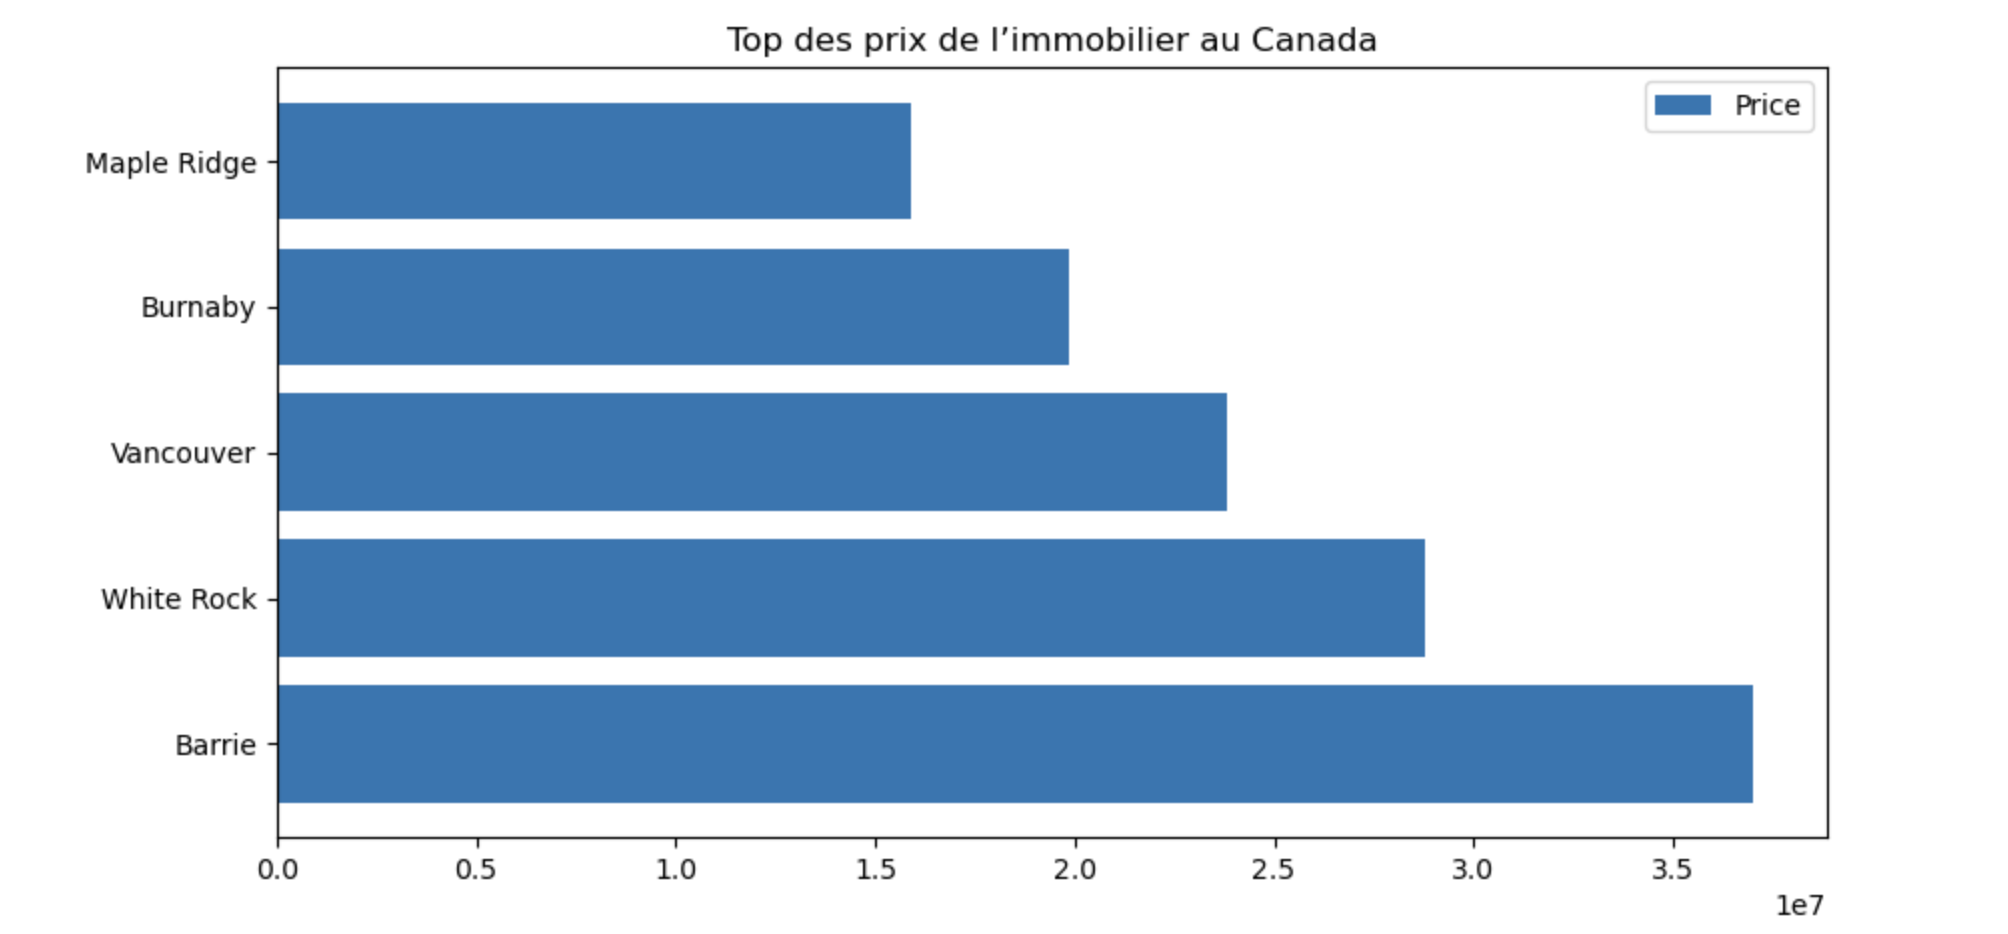 Top des prix de l’immobilier au Canada
Price
Maple Ridge
Burnaby
Vancouver
White Rock
Barrie
0.0 0.5 1.0 1.5 2.0 2.5 3.0 3.5
1e7